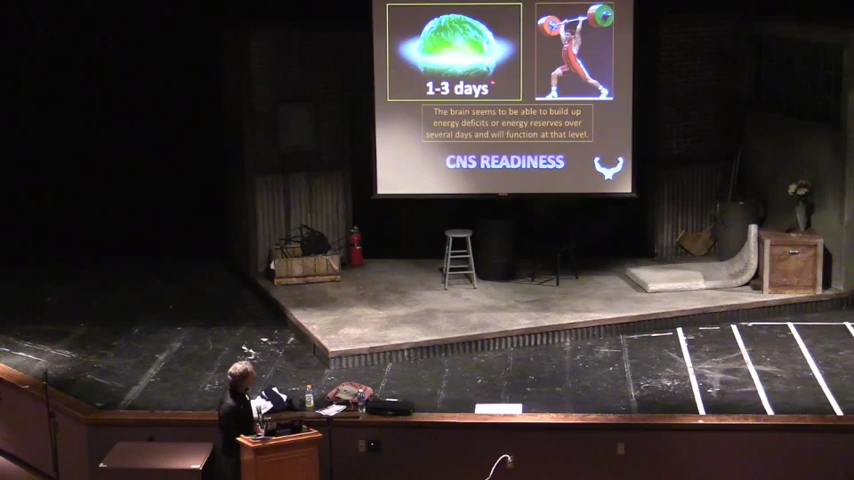 1-3 days
The brain seems to be able to build up
energy deficits or energy reserves over
several days and will function at that level.
CNS READINESS